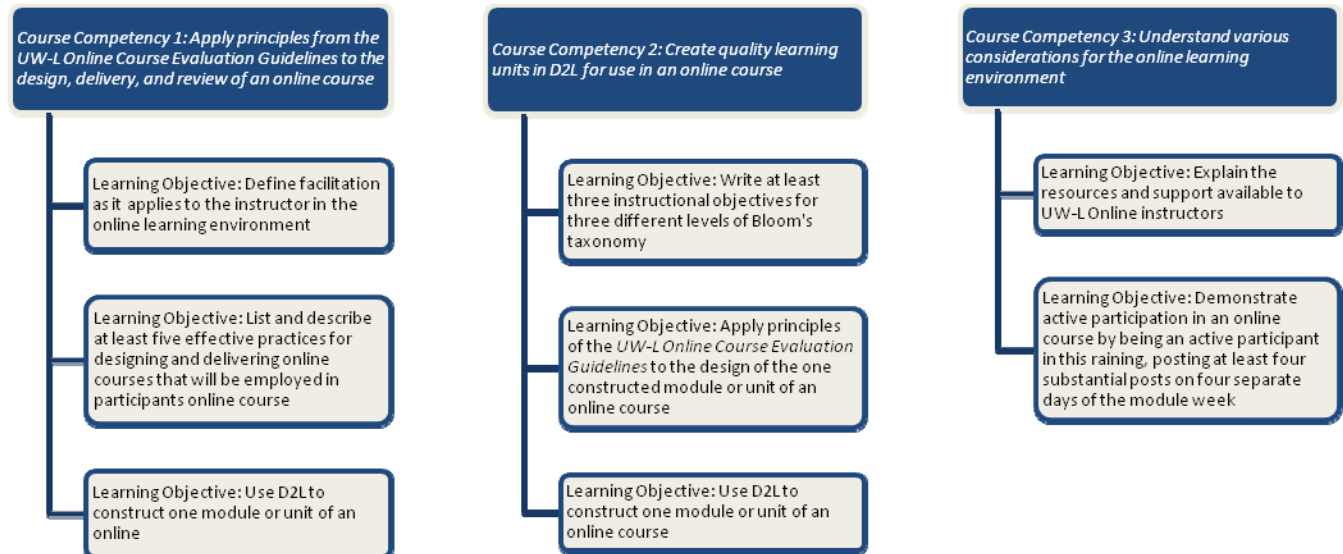 Course Competency 1: Apply principles from the
UW-L Online Course Evaluation Guidelines to the
design, delivery, and review of an online course
Learning Objective: Define facilitation
as it applies to the instructor in the
online learning environment
Learning Objective: List and describe
at least five effective practices for
designing and delivering online
courses that will be employed in
participants online course
Learning Objective: Use D2L to
construct one module or unit of an
online
Course Competency 2: Create quality learning
units in D2L for use in an online course
Learning Objective: Write at least
three instructional objectives for
three different levels of Bloom's
taxonomy
Learning Objective: Apply principles
of the UW-L Online Course Evaluation
Guidelines to the design of the one
constructed module or unit of an
online course
Learning Objective: Use D2L to
construct one module or unit of an
online course
Course Competency 3: Understand various
considerations for the online learning
environment
Learning Objective: Explain the
resources and support available to
UW-L Online instructors
Learning Objective: Demonstrate
active participation in an online
course by being an active participant
in this raining, posting at least four
substantial posts on four separate
days of the module week